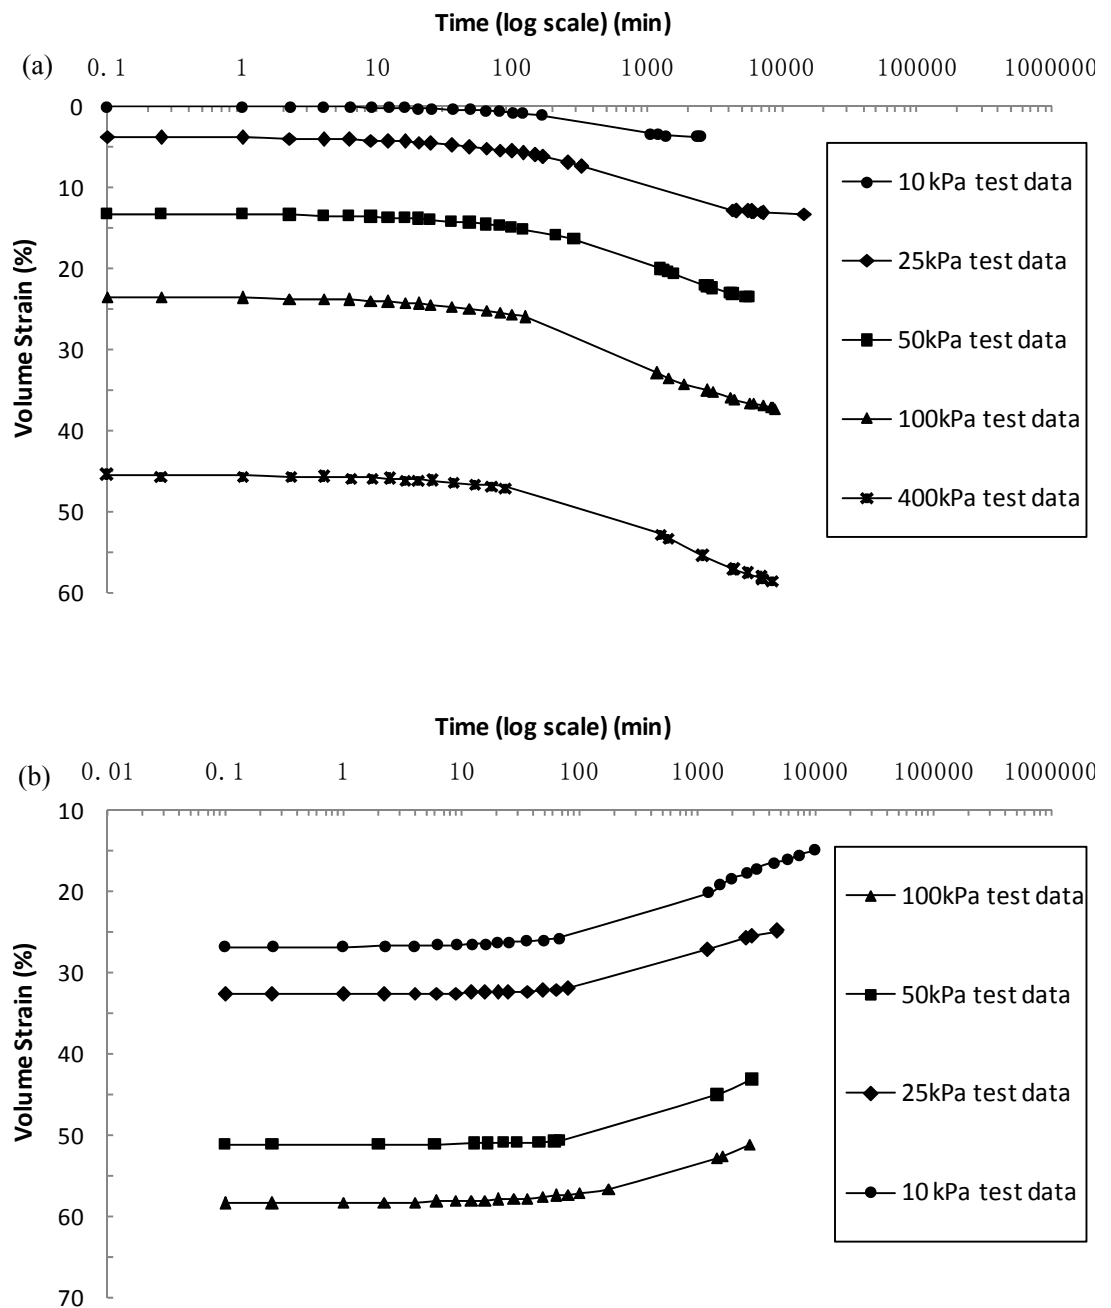 Time (log scale) (min)
(a)
0.1 1 10 100 1000 10000 100000 1000000
0
10
20
30
40
50
60
Volume Strain (%)
10 kPa test data
25kPa test data
50kPa test data
100kPa test data
400kPa test data
Time (log scale) (min)
(b)
0.01 0.1 1 10 100 1000 10000 100000 1000000
10
20
30
40
50
60
70
Volume Strain (%)
100kPa test data
50kPa test data
25kPa test data
10 kPa test data